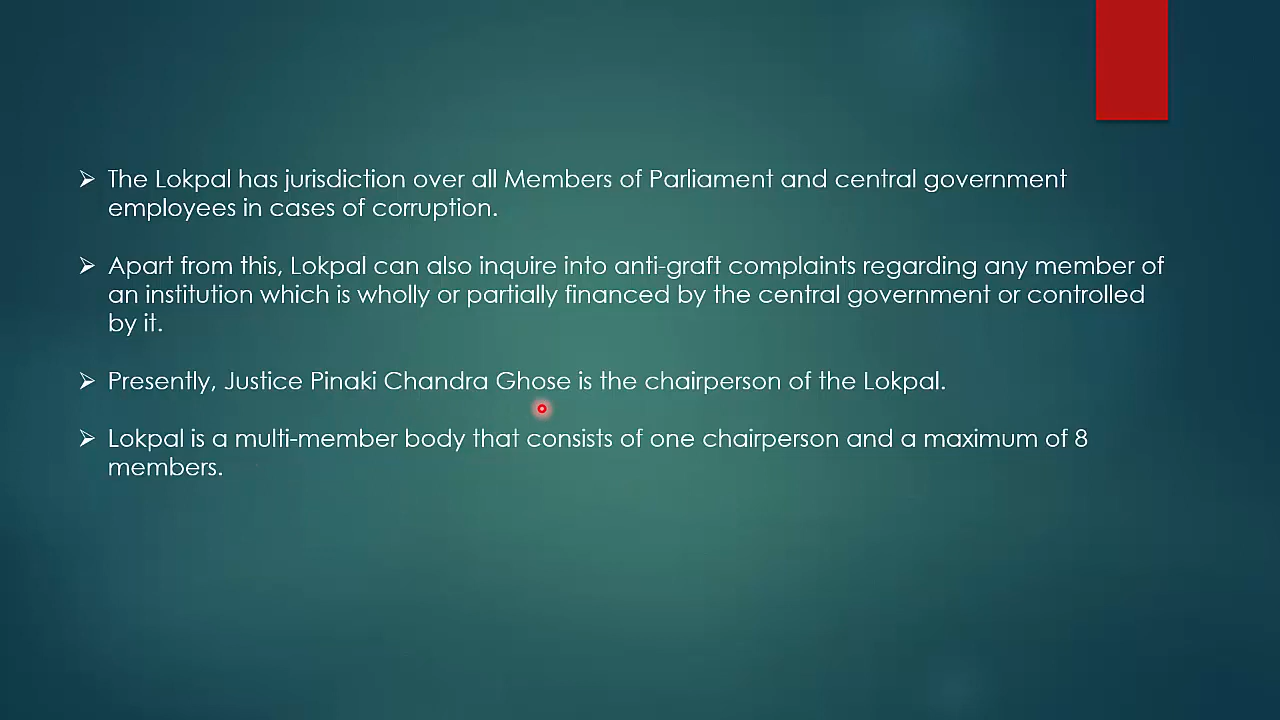 ➢ The Lokpal has jurisdiction over all Members of Parliament and central government
employees in cases of corruption.
➢ Apart from this, Lokpal can also inquire into anti-graft complaints regarding any member of
an institution which is wholly or partially financed by the central government or controlled
by it.
➢ Presently, Justice Pinaki Chandra Ghose is the chairperson of the Lokpal.
➢ Lokpal is a multi-member body that consists of one chairperson and a maximum of 8
members.